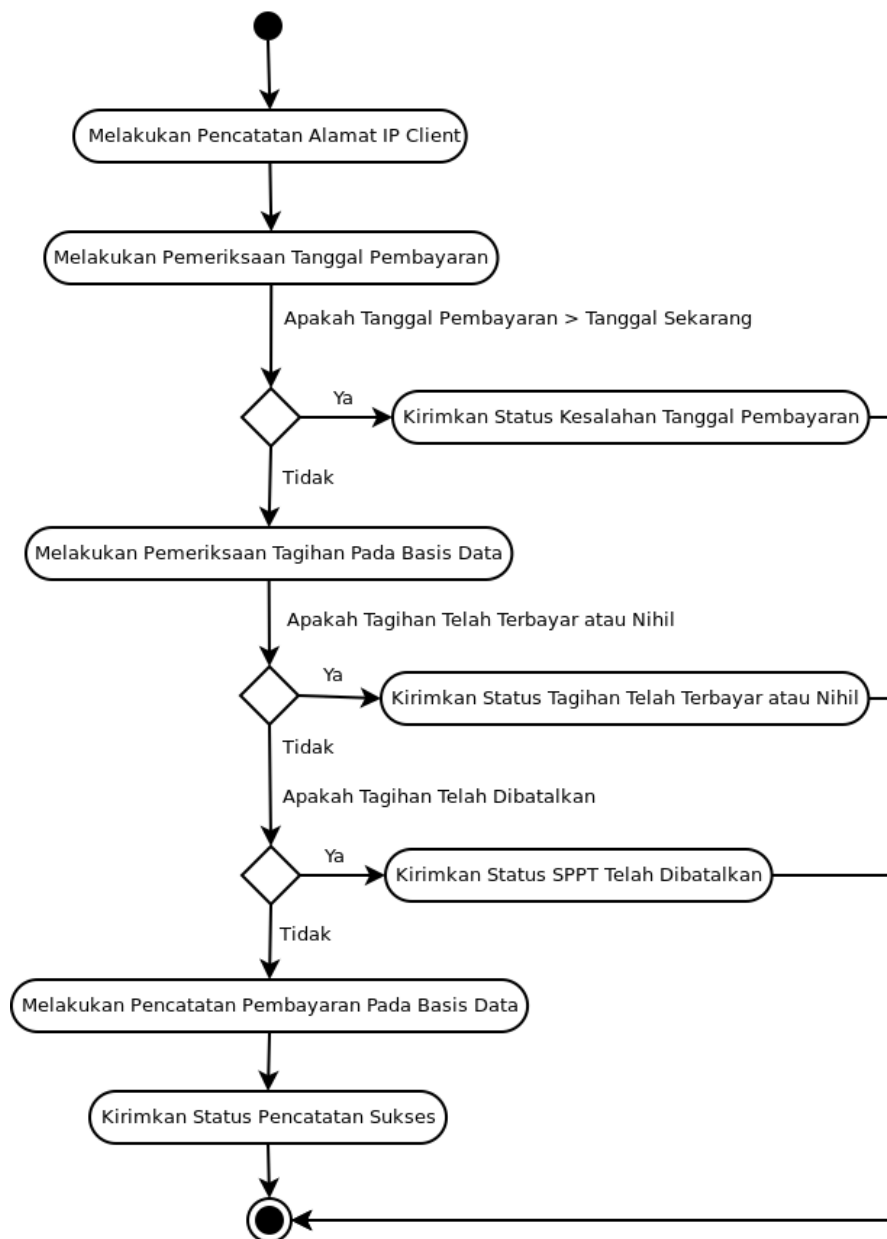 Melakukan Pencatatan Alamat IP Client
Melakukan Pemeriksaan Tanggal Pembayaran
Apakah Tanggal Pembayaran > Tanggal Sekarang
Ya
Kirimkan Status Kesalahan Tanggal Pembayaran
Tidak
Melakukan Pemeriksaan Tagihan Pada Basis Data
Apakah Tagihan Telah Terbayar atau Nihil
Ya
Kirimkan Status Tagihan Telah Terbayar atau Nihil
Tidak
Apakah Tagihan Telah Dibatalkan
Ya
Kirimkan Status SPPT Telah Dibatalkan
Tidak
Melakukan Pencatatan Pembayaran Pada Basis Data
Kirimkan Status Pencatatan Sukses